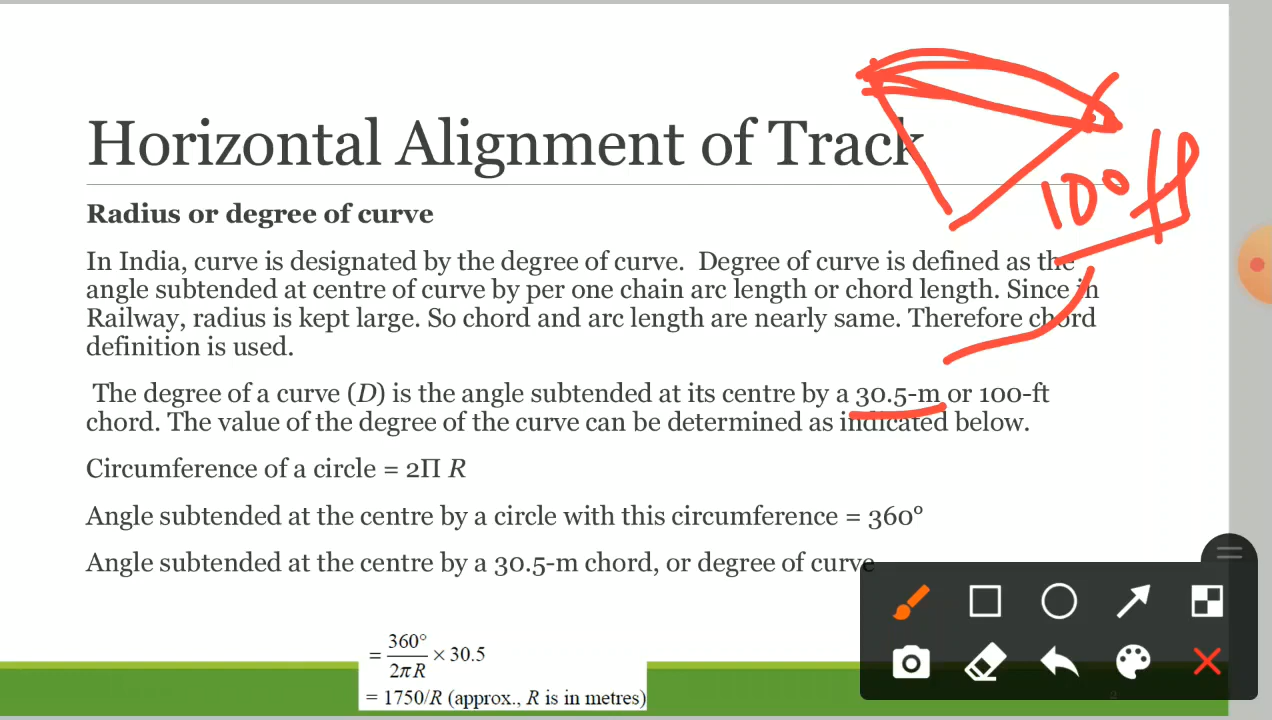 Horizontal Alignment of Track
Radius or degree of curve
100 ft
In India, curve is designated by the degree of curve. Degree of curve is defined as the
angle subtended at centre of curve by per one chain arc length or chord length. Since in
Railway, radius is kept large. So chord and arc length are nearly same. Therefore chord
definition is used.
The degree of a curve (D) is the angle subtended at its centre by a 30.5-m or 100-ft
chord. The value of the degree of the curve can be determined as indicated below.
Circumference of a circle = 2Π R
Angle subtended at the centre by a circle with this circumference = 360°
Angle subtended at the centre by a 30.5-m chord, or degree of curve
= 360°/2πR × 30.5
= 1750/R (approx., R is in metres)
2